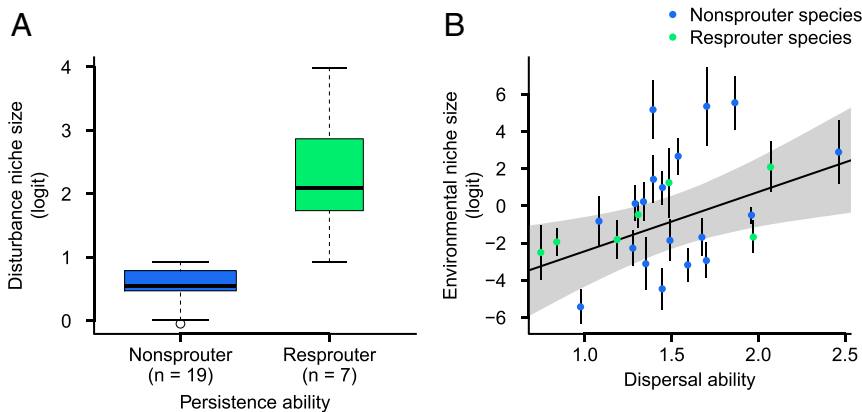 A
Disturbance niche size
(logit)
4
3
2
1
0
Nonsprouter
(n = 19)
Resprouter
(n = 7)
Persistence ability
B
Nonsprouter species
Resprouter species
Environmental niche size
(logit)
6
4
2
0
−2
−4
−6
1.0
1.5
2.0
2.5
Dispersal ability